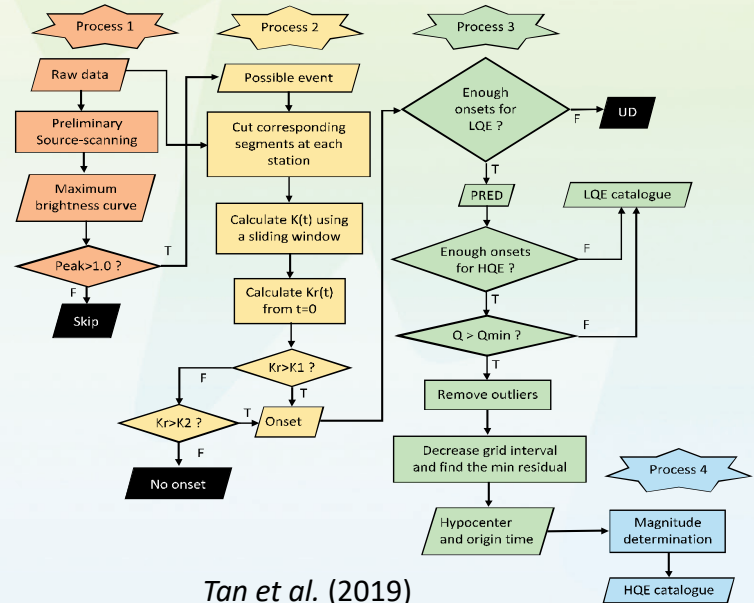 Process 1
Raw data
Preliminary
Source-scanning
Maximum
brightness curve
Peak>1.0 ?
T
F
Skip
Process 2
Possible event
Cut corresponding
segments at each
station
Calculate K(t) using
a sliding window
Calculate Kr(t)
from t=0
Kr>K1 ?
F
T
Kr>K2 ?
T
Onset
F
No onset
Process 3
Enough
onsets for
LQE ?
F
UD
T
PRED
LQE catalogue
Enough onsets
for HQE ?
F
T
Q > Qmin ?
F
T
Remove outliers
Decrease grid interval
and find the min residual
Hypocenter
and origin time
Process 4
Magnitude
determination
HQE catalogue
Tan et al. (2019)